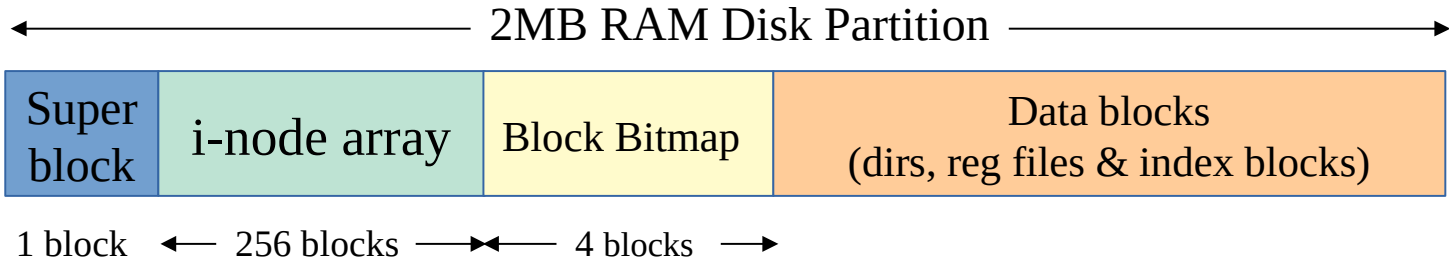 2MB RAM Disk Partition
Super
block
i-node array
Block Bitmap
Data blocks
(dirs, reg files & index blocks)
1 block
256 blocks
4 blocks